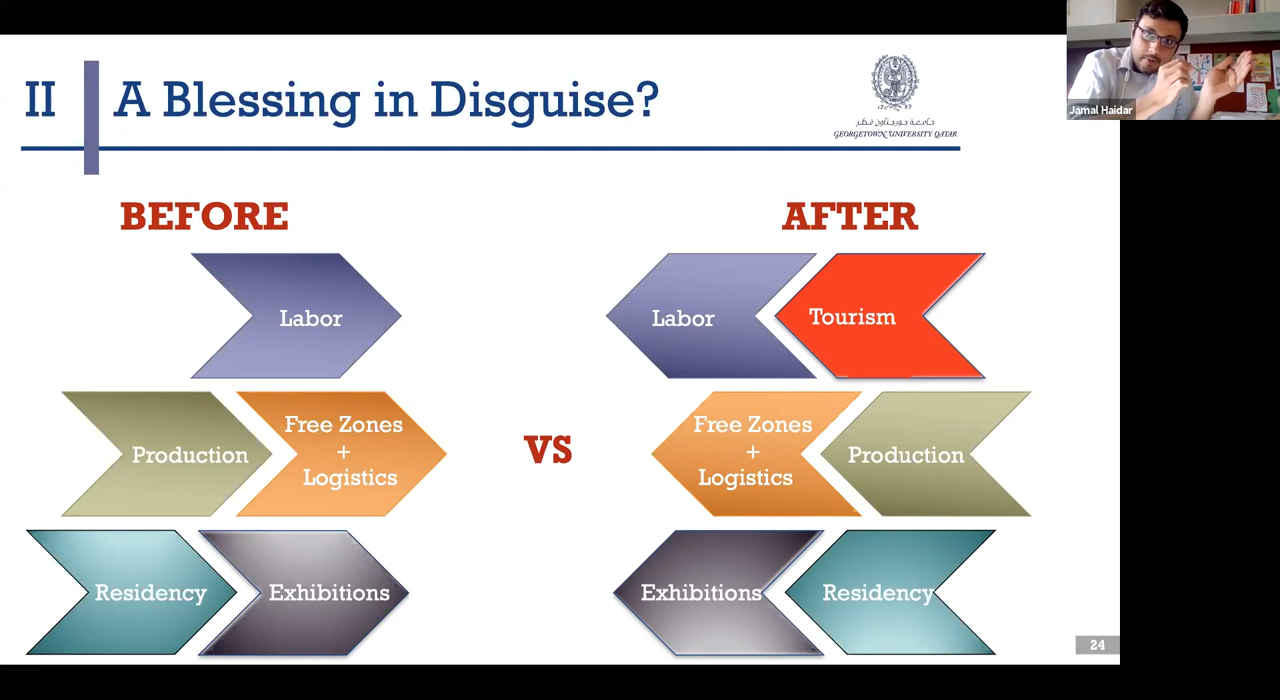 II
A Blessing in Disguise?
جامعة جورجتاون قطر
GEORGETOWN UNIVERSITY QATAR
Jamal Haidar
BEFORE
AFTER
Labor
Labor
Tourism
Production
Free Zones
+
Logistics
VS
Free Zones
+
Logistics
Production
Residency
Exhibitions
Exhibitions
Residency
24